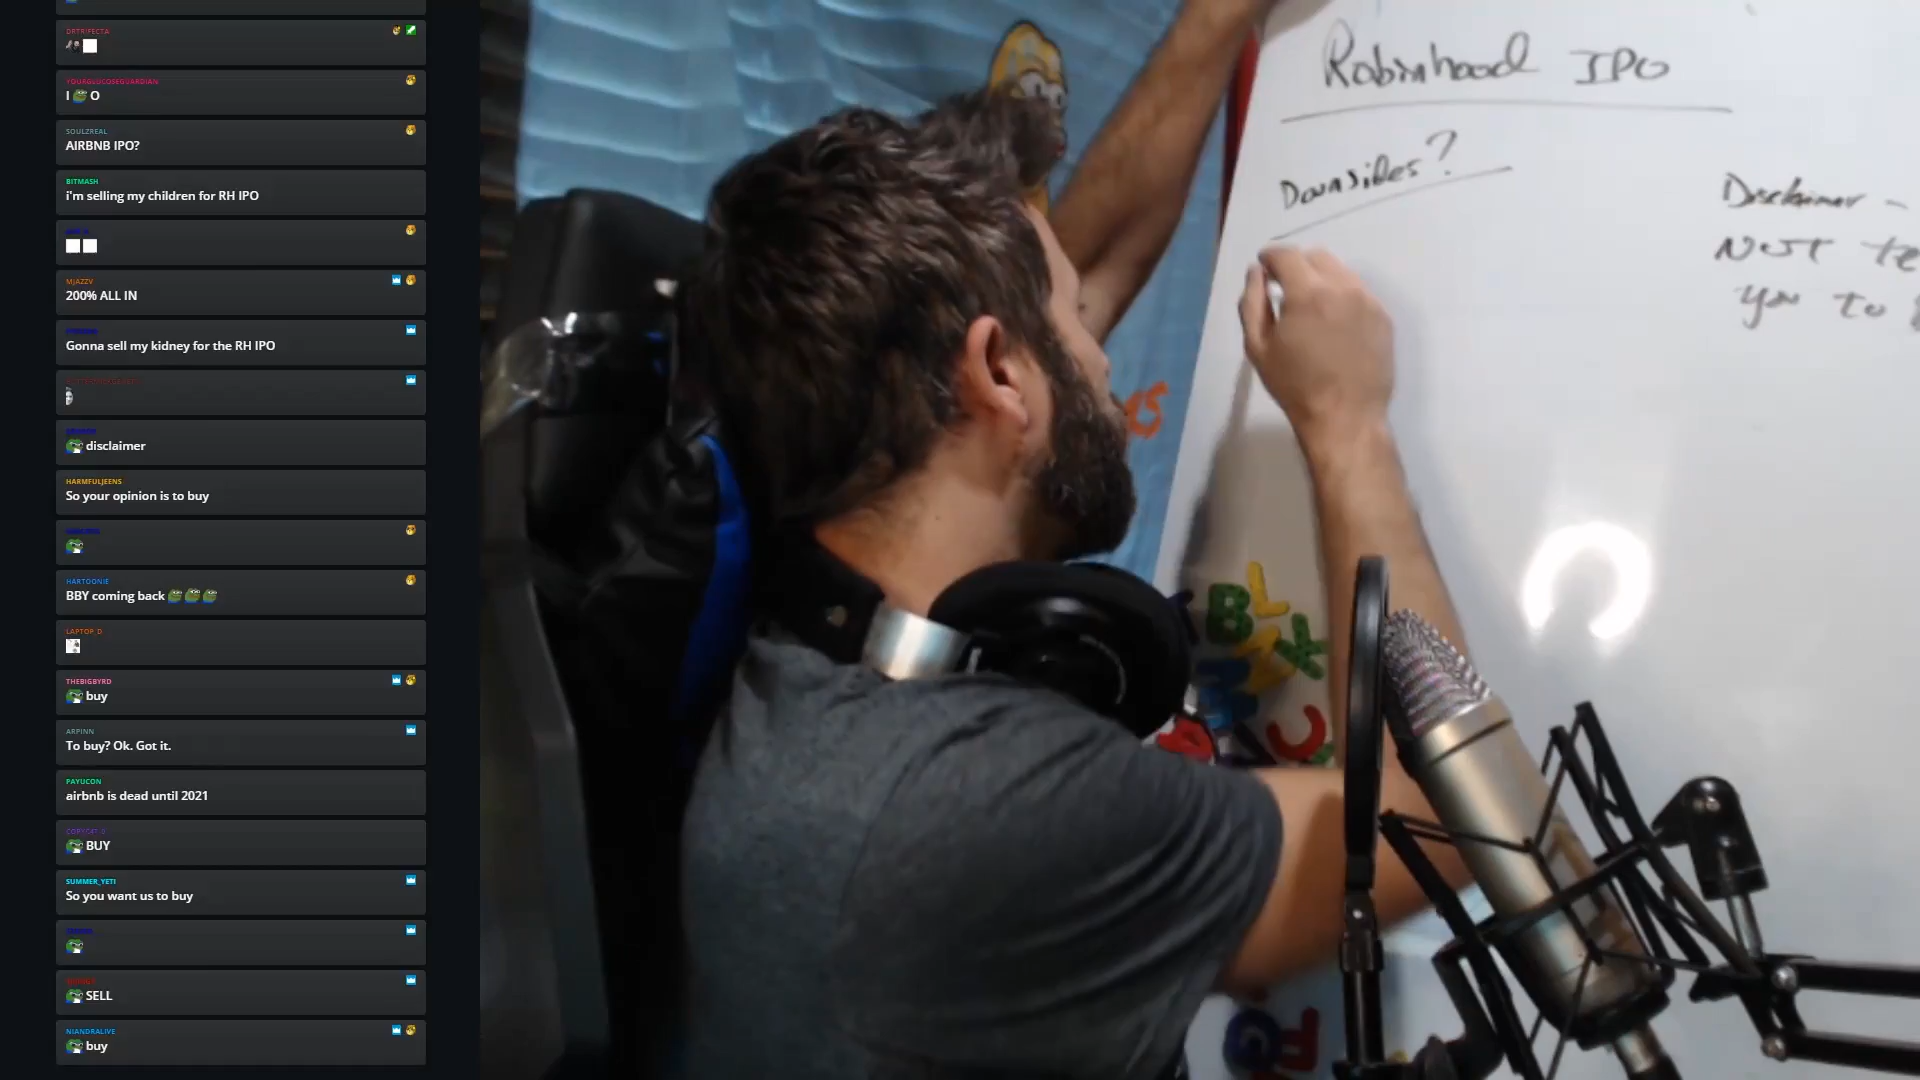 DRTRIFECTA
YOUAGLUCOSEGUARDIAN
I O
SOULZREAL
AIRBNB IPO?
BITMASH
i'm selling my children for RH IPO
MJAZZV
200% ALL IN
Gonna sell my kidney for the RH IPO
disclaimer
HARMFULJEENS
So your opinion is to buy
HARTOONIE
BBY coming back
LAPTOP_D
THEBIGBYRD
buy
ARPINN
To buy? Ok. Got it.
PAYUCON
airbnb is dead until 2021
BUY
SUMMER_YETI
So you want us to buy
SELL
NIANDRALIVE
buy
Robinhood IPO
Downsides?
Disclaimer -
NOT te
you to